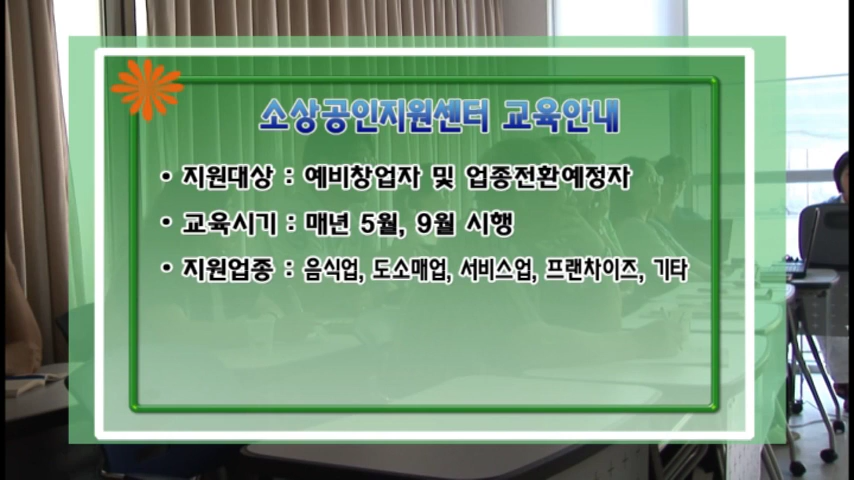 소상공인지원센터 교육안내
• 지원대상 : 예비창업자 및 업종전환예정자
• 교육시기 : 매년 5월, 9월 시행
• 지원업종 : 음식업, 도소매업, 서비스업, 프랜차이즈, 기타